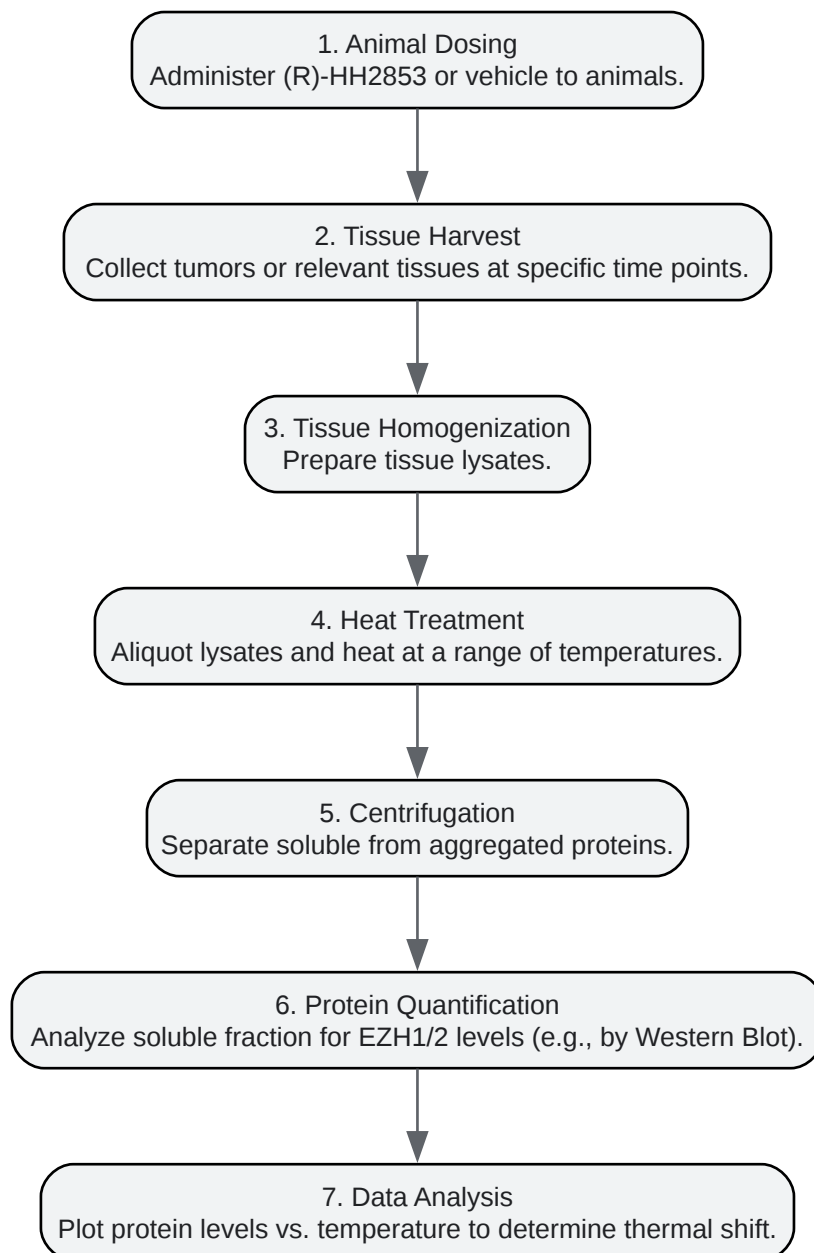 1. Animal Dosing
Administer (R)-HH2853 or vehicle to animals.
2. Tissue Harvest
Collect tumors or relevant tissues at specific time points.
3. Tissue Homogenization
Prepare tissue lysates.
4. Heat Treatment
Aliquot lysates and heat at a range of temperatures.
5. Centrifugation
Separate soluble from aggregated proteins.
6. Protein Quantification
Analyze soluble fraction for EZH1/2 levels (e.g., by Western Blot).
7. Data Analysis
Plot protein levels vs. temperature to determine thermal shift.